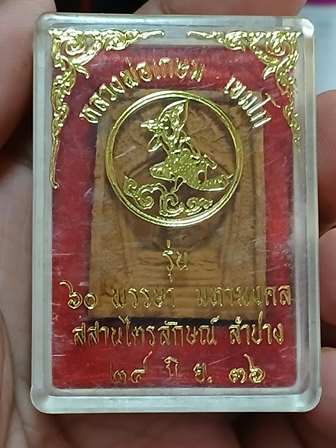 หลวงพ่อเกษม เขมโก
รุ่น
๖๐ พรรษา มหามงคล
สุสานไตรลักษณ์ ลำปาง
๒๘ มิ ย. ๓๖